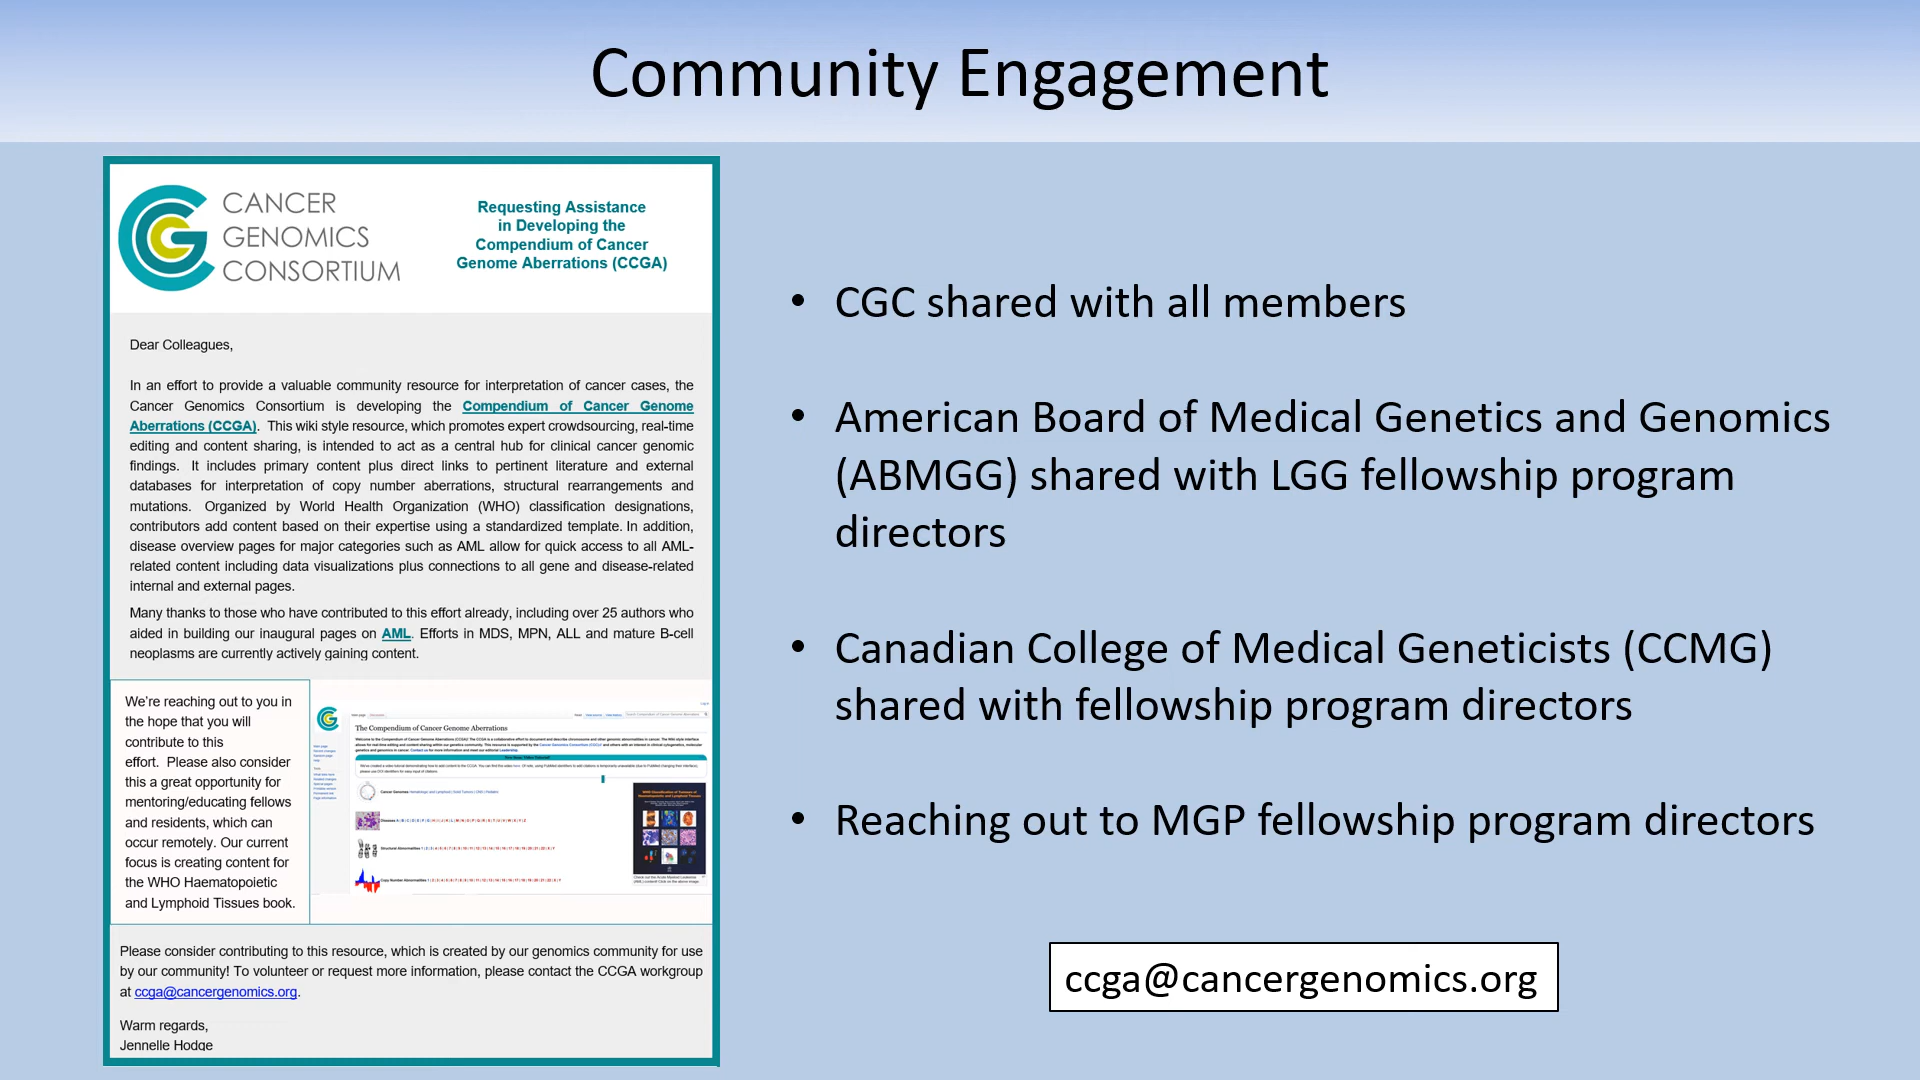 Community Engagement
CANCER
GENOMICS
CONSORTIUM
Requesting Assistance
in Developing the
Compendium of Cancer
Genome Aberrations (CCGA)
Dear Colleagues,
In an effort to provide a valuable community resource for interpretation of cancer cases, the
Cancer Genomics Consortium is developing the Compendium of Cancer Genome
Aberrations (CCGA). This wiki style resource, which promotes expert crowdsourcing, real-time
editing and content sharing, is intended to act as a central hub for clinical cancer genomic
findings. It includes primary content plus direct links to pertinent literature and external
databases for interpretation of copy number aberrations, structural rearrangements and
mutations. Organized by World Health Organization (WHO) classification designations,
contributors add content based on their expertise using a standardized template. In addition,
disease overview pages for major categories such as AML allow for quick access to all AML-
related content including data visualizations plus connections to all gene and disease-related
internal and external pages.
Many thanks to those who have contributed to this effort already, including over 25 authors who
aided in building our inaugural pages on AML. Efforts in MDS, MPN, ALL and mature B-cell
neoplasms are currently actively gaining content.
We're reaching out to you in
the hope that you will
contribute to this
effort. Please also consider
this a great opportunity for
mentoring/educating fellows
and residents, which can
occur remotely. Our current
focus is creating content for
the WHO Haematopoietic
and Lymphoid Tissues book.
The Compendium of Cancer Genome Aberrations
Please consider contributing to this resource, which is created by our genomics community for use
by our community! To volunteer or request more information, please contact the CCGA workgroup
at ccga@cancergenomics.org.
Warm regards,
Jennelle Hodge
• CGC shared with all members
• American Board of Medical Genetics and Genomics
(ABMGG) shared with LGG fellowship program
directors
• Canadian College of Medical Geneticists (CCMG)
shared with fellowship program directors
• Reaching out to MGP fellowship program directors
ccga@cancergenomics.org